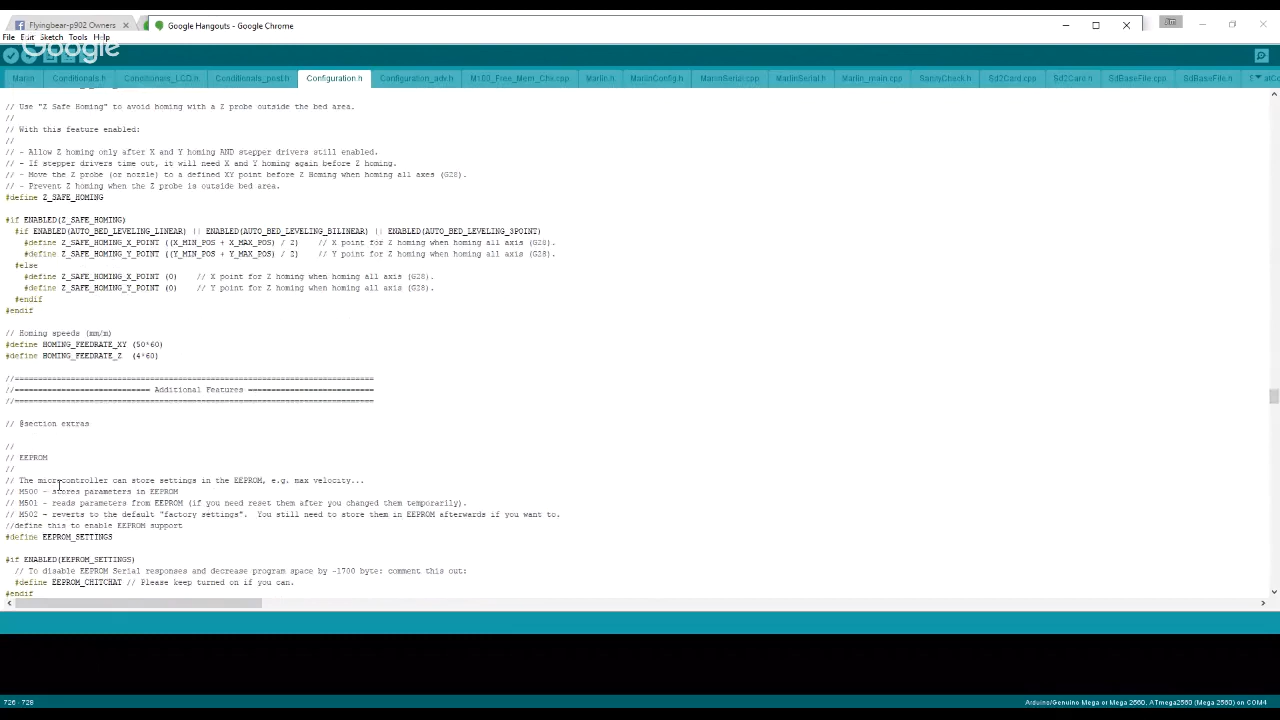 Flyingbear-p902 Owners
Google Hangouts - Google Chrome
Jim
File Edit Sketch Tools Help
Google
Marlin Conditionals.h Conditionals_LCD.h Conditionals_post.h Configuration.h Configuration_adv.h M100_Free_Mem_Chk.cpp Marlin.h MarlinConfig.h MarlinSerial.cpp MarlinSerial.h Marlin_main.cpp SanityCheck.h Sd2Card.cpp Sd2Card.h SdBaseFile.cpp SdBaseFile.h
// Use "Z Safe Homing" to avoid homing with a Z probe outside the bed area.
//
// With this feature enabled:
//
// - Allow Z homing only after X and Y homing AND stepper drivers still enabled.
// - If stepper drivers time out, it will need X and Y homing again before Z homing.
// - Move the Z probe (or nozzle) to a defined XY point before Z Homing when homing all axes (G28).
// - Prevent Z homing when the Z probe is outside bed area.
#define Z_SAFE_HOMING
#if ENABLED(Z_SAFE_HOMING)
#if ENABLED(AUTO_BED_LEVELING_LINEAR) || ENABLED(AUTO_BED_LEVELING_BILINEAR) || ENABLED(AUTO_BED_LEVELING_3POINT)
#define Z_SAFE_HOMING_X_POINT ((X_MIN_POS + X_MAX_POS) / 2) // X point for Z homing when homing all axis (G28).
#define Z_SAFE_HOMING_Y_POINT ((Y_MIN_POS + Y_MAX_POS) / 2) // Y point for Z homing when homing all axis (G28).
#else
#define Z_SAFE_HOMING_X_POINT (0) // X point for Z homing when homing all axis (G28).
#define Z_SAFE_HOMING_Y_POINT (0) // Y point for Z homing when homing all axis (G28).
#endif
#endif
// Homing speeds (mm/m)
#define HOMING_FEEDRATE_XY (50*60)
#define HOMING_FEEDRATE_Z (4*60)
//=============================================================================
//============================= Additional Features ===========================
//=============================================================================
// @section extras
//
// EEPROM
//
// The microcontroller can store settings in the EEPROM, e.g. max velocity...
// M500 - stores parameters in EEPROM
// M501 - reads parameters from EEPROM (if you need reset them after you changed them temporarily).
// M502 - reverts to the default "factory settings". You still need to store them in EEPROM afterwards if you want to.
//define this to enable EEPROM support
#define EEPROM_SETTINGS
#if ENABLED(EEPROM_SETTINGS)
// To disable EEPROM Serial responses and decrease program space by ~1700 byte: comment this out:
#define EEPROM_CHITCHAT // Please keep turned on if you can.
#endif
726 - 728
Arduino/Genuino Mega or Mega 2560, ATmega2560 (Mega 2560) on COM4